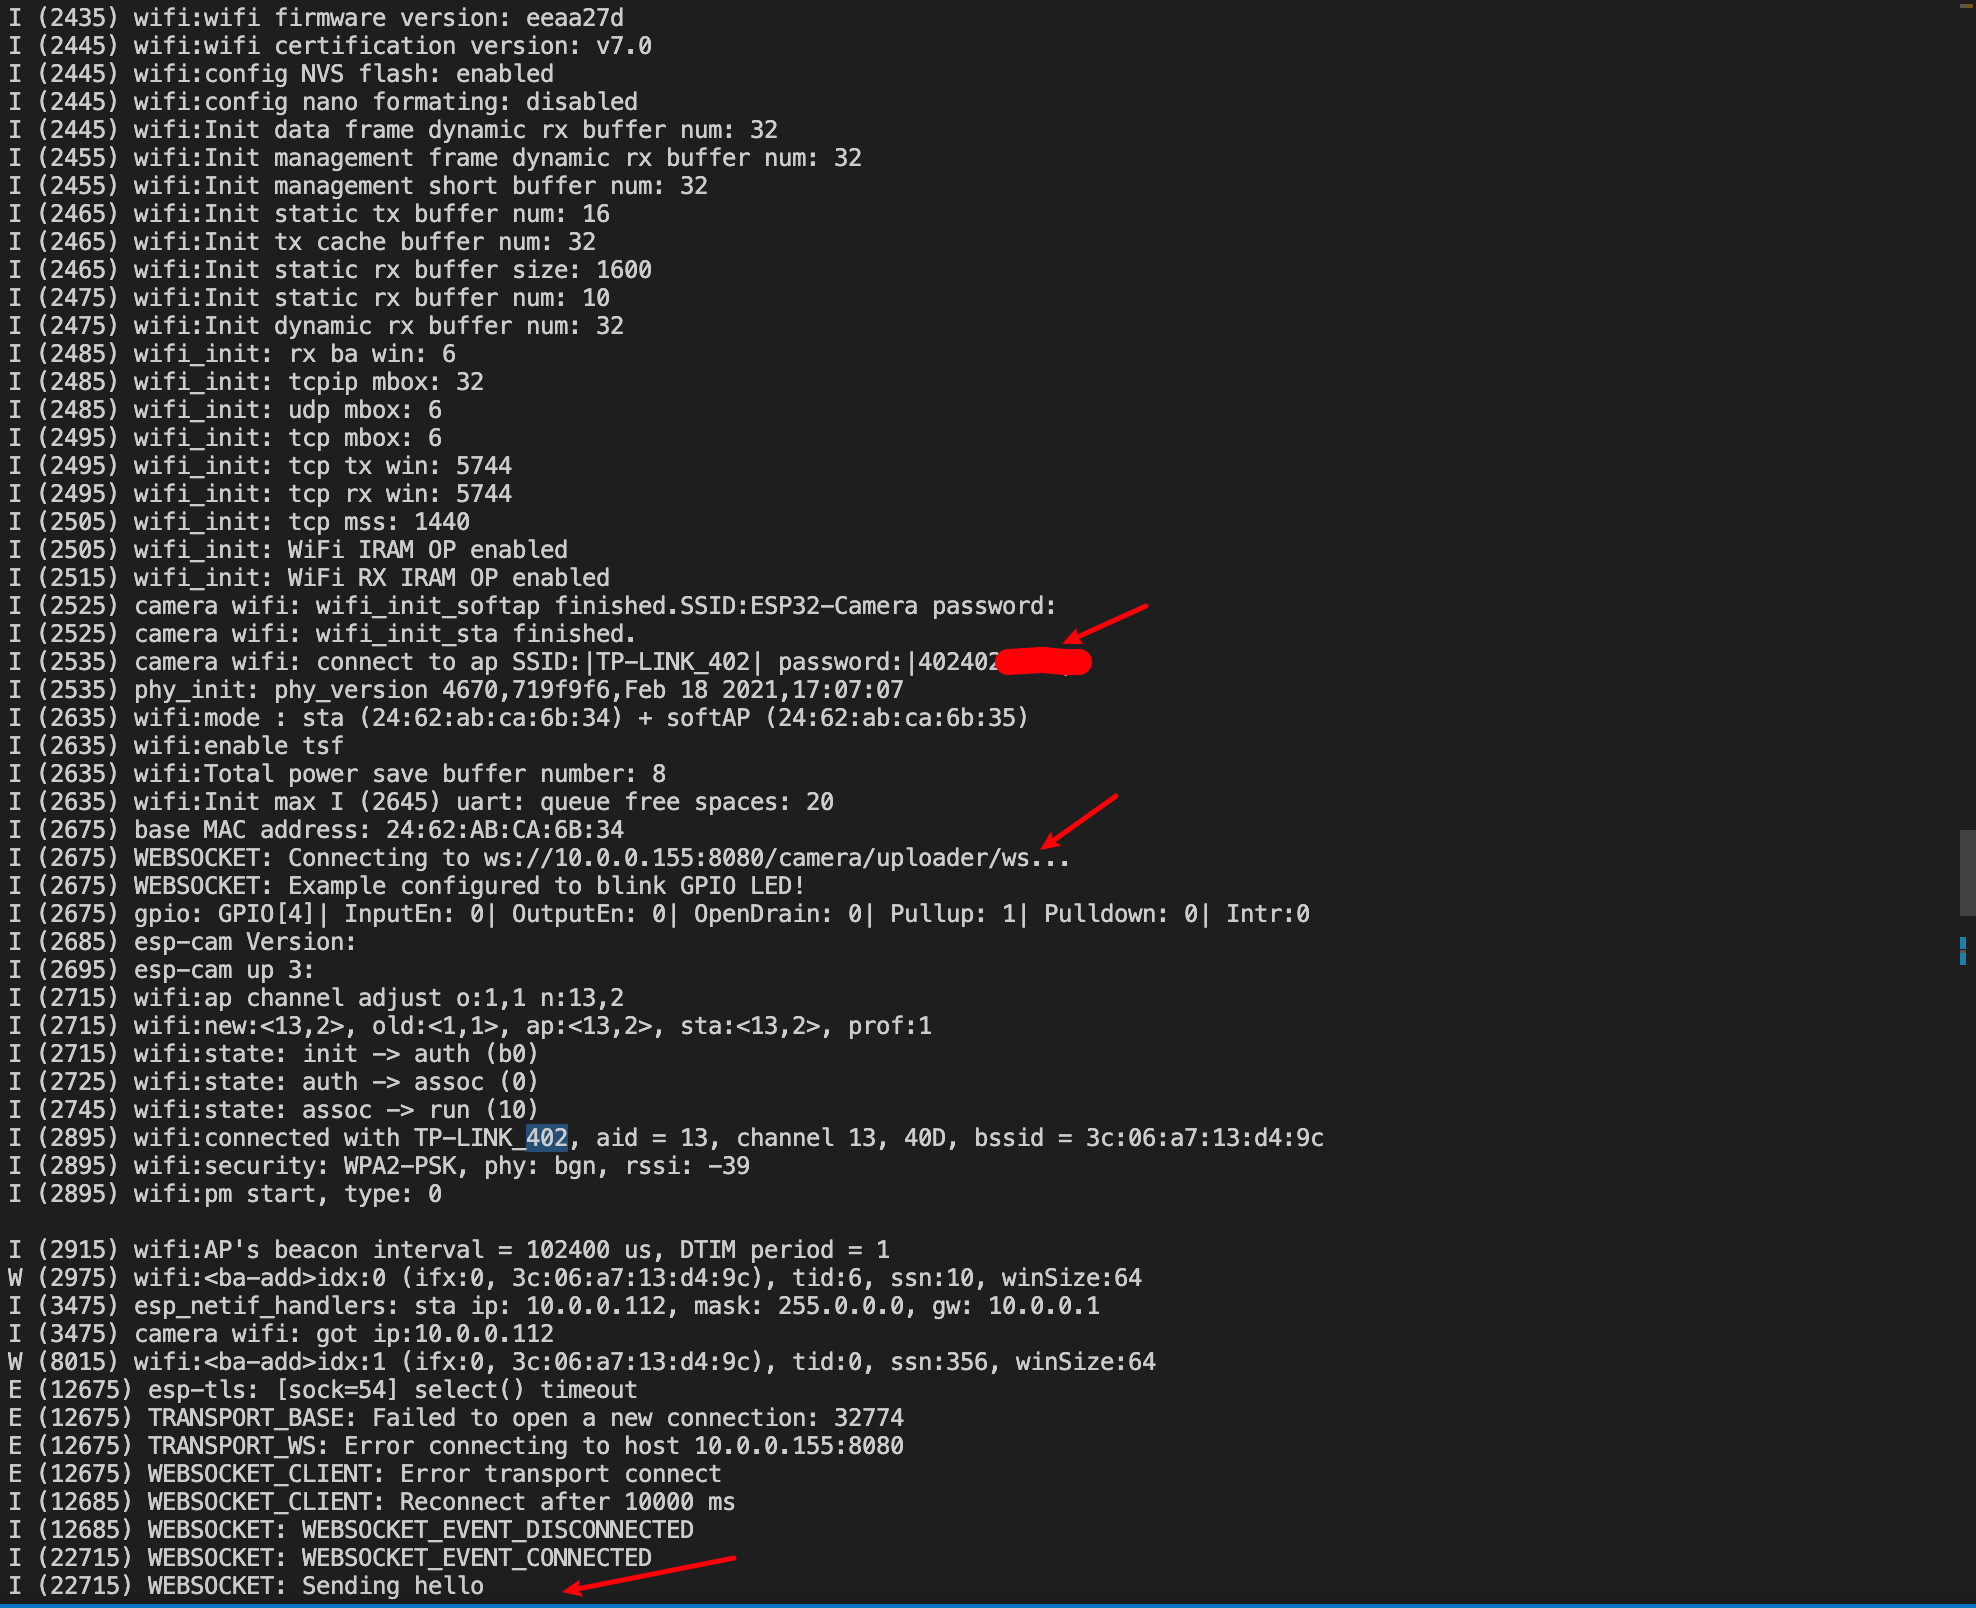 I (2435) wifi:wifi firmware version: eeaa27d
I (2445) wifi:wifi certification version: v7.0
I (2445) wifi:config NVS flash: enabled
I (2445) wifi:config nano formating: disabled
I (2445) wifi:Init data frame dynamic rx buffer num: 32
I (2455) wifi:Init management frame dynamic rx buffer num: 32
I (2455) wifi:Init management short buffer num: 32
I (2465) wifi:Init static tx buffer num: 16
I (2465) wifi:Init tx cache buffer num: 32
I (2465) wifi:Init static rx buffer size: 1600
I (2475) wifi:Init static rx buffer num: 10
I (2475) wifi:Init dynamic rx buffer num: 32
I (2485) wifi_init: rx ba win: 6
I (2485) wifi_init: tcpip mbox: 32
I (2485) wifi_init: udp mbox: 6
I (2495) wifi_init: tcp mbox: 6
I (2495) wifi_init: tcp tx win: 5744
I (2495) wifi_init: tcp rx win: 5744
I (2505) wifi_init: tcp mss: 1440
I (2505) wifi_init: WiFi IRAM OP enabled
I (2515) wifi_init: WiFi RX IRAM OP enabled
I (2525) camera wifi: wifi_init_softap finished.SSID:ESP32-Camera password:
I (2525) camera wifi: wifi_init_sta finished.
I (2535) camera wifi: connect to ap SSID:|TP-LINK_402| password:|402402
I (2535) phy_init: phy_version 4670,719f9f6,Feb 18 2021,17:07:07
I (2635) wifi:mode : sta (24:62:ab:ca:6b:34) + softAP (24:62:ab:ca:6b:35)
I (2635) wifi:enable tsf
I (2635) wifi:Total power save buffer number: 8
I (2635) wifi:Init max I (2645) uart: queue free spaces: 20
I (2675) base MAC address: 24:62:AB:CA:6B:34
I (2675) WEBSOCKET: Connecting to ws://10.0.0.155:8080/camera/uploader/ws...
I (2675) WEBSOCKET: Example configured to blink GPIO LED!
I (2675) gpio: GPIO[4]| InputEn: 0| OutputEn: 0| OpenDrain: 0| Pullup: 1| Pulldown: 0| Intr:0
I (2685) esp-cam Version:
I (2695) esp-cam up 3:
I (2715) wifi:ap channel adjust o:1,1 n:13,2
I (2715) wifi:new:<13,2>, old:<1,1>, ap:<13,2>, sta:<13,2>, prof:1
I (2715) wifi:state: init -> auth (b0)
I (2725) wifi:state: auth -> assoc (0)
I (2745) wifi:state: assoc -> run (10)
I (2895) wifi:connected with TP-LINK_402, aid = 13, channel 13, 40D, bssid = 3c:06:a7:13:d4:9c
I (2895) wifi:security: WPA2-PSK, phy: bgn, rssi: -39
I (2895) wifi:pm start, type: 0
I (2915) wifi:AP's beacon interval = 102400 us, DTIM period = 1
W (2975) wifi:<ba-add>idx:0 (ifx:0, 3c:06:a7:13:d4:9c), tid:6, ssn:10, winSize:64
I (3475) esp_netif_handlers: sta ip: 10.0.0.112, mask: 255.0.0.0, gw: 10.0.0.1
I (3475) camera wifi: got ip:10.0.0.112
W (8015) wifi:<ba-add>idx:1 (ifx:0, 3c:06:a7:13:d4:9c), tid:0, ssn:356, winSize:64
E (12675) esp-tls: [sock=54] select() timeout
E (12675) TRANSPORT_BASE: Failed to open a new connection: 32774
E (12675) TRANSPORT_WS: Error connecting to host 10.0.0.155:8080
E (12675) WEBSOCKET_CLIENT: Error transport connect
I (12685) WEBSOCKET_CLIENT: Reconnect after 10000 ms
I (12685) WEBSOCKET: WEBSOCKET_EVENT_DISCONNECTED
I (22715) WEBSOCKET: WEBSOCKET_EVENT_CONNECTED
I (22715) WEBSOCKET: Sending hello